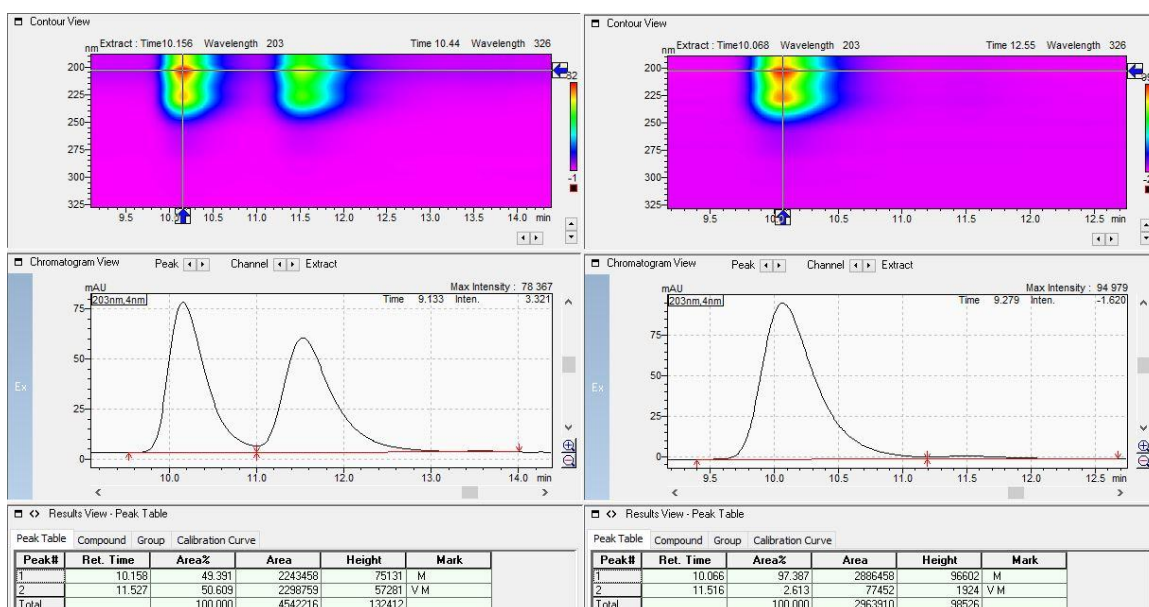 Contour View
nm Extract : Time10.156 Wavelength 203 Time 10.44 Wavelength 326
200
225
250
275
300
325
-1
9.5 10.0 10.5 11.0 11.5 12.0 12.5 13.0 13.5 14.0 min
Chromatogram View Peak Channel Extract
mAU Max Intensity : 78 367
203nm,4nm Time 9.133 Inten. 3.321
75
50
25
0
10.0 11.0 12.0 13.0 14.0 min
Ex
Results View - Peak Table
Peak Table Compound Group Calibration Curve
Peak# Ret. Time Area% Area Height Mark
1 10.158 49.391 2243458 75131 M
2 11.527 50.609 2298759 57281 V M
Total 100.000 4542216 132412
Contour View
nm Extract : Time10.068 Wavelength 203 Time 12.55 Wavelength 326
200
225
250
275
300
325
9.5 10.0 10.5 11.0 11.5 12.0 12.5 min
Chromatogram View Peak Channel Extract
mAU Max Intensity : 94 979
203nm,4nm Time 9.279 Inten. -1.620
75
50
25
0
9.5 10.0 10.5 11.0 11.5 12.0 12.5 min
Ex
Results View - Peak Table
Peak Table Compound Group Calibration Curve
Peak# Ret. Time Area% Area Height Mark
1 10.066 97.387 2886458 96602 M
2 11.516 2.613 77452 1924 V M
Total 100.000 2963910 98526